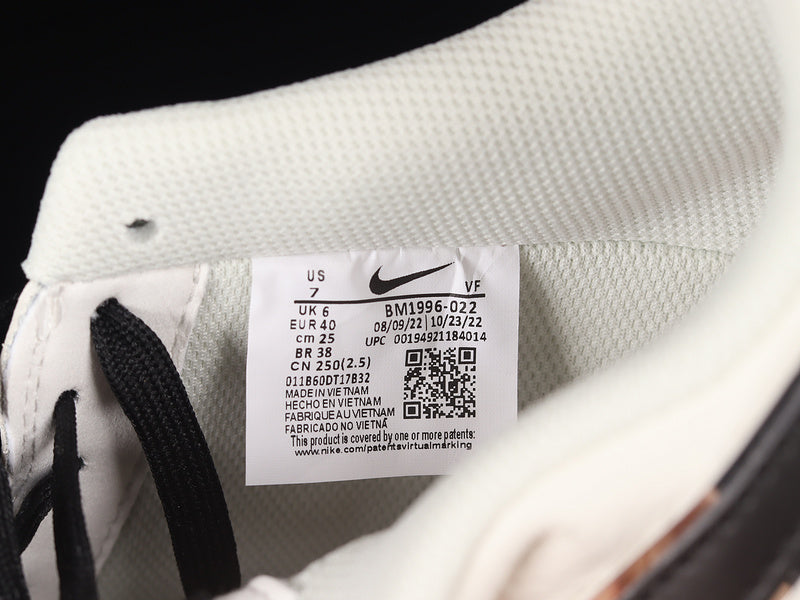 US
7
VF
UK 6
BM1996-022
EUR 40
08/09/22 | 10/23/22
cm 25
UPC 00194921184014
BR 38
CN 250(2.5)
011B60DT17B32
MADE IN VIETNAM
HECHO EN VIETNAM
FABRIQUE AU VIETNAM
FABRICADO NO VIETNÃ
This product is covered by one or more patents:
www.nike.com/patentsvirtualmarking